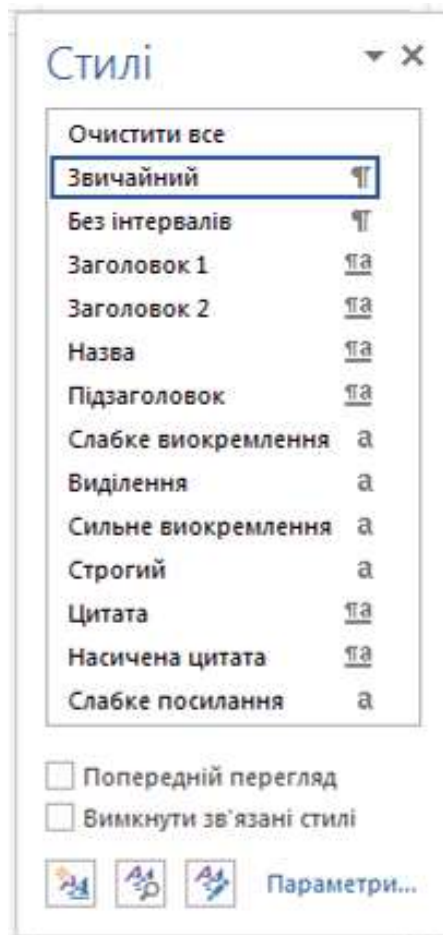 Стилі
Очистити все
Звичайний ¶
Без інтервалів ¶
Заголовок 1 ¶a
Заголовок 2 ¶a
Назва ¶a
Підзаголовок ¶a
Слабке виокремлення a
Виділення a
Сильне виокремлення a
Строгий a
Цитата ¶a
Насичена цитата ¶a
Слабке посилання a
Попередній перегляд
Вимкнути зв'язані стилі
Параметри...